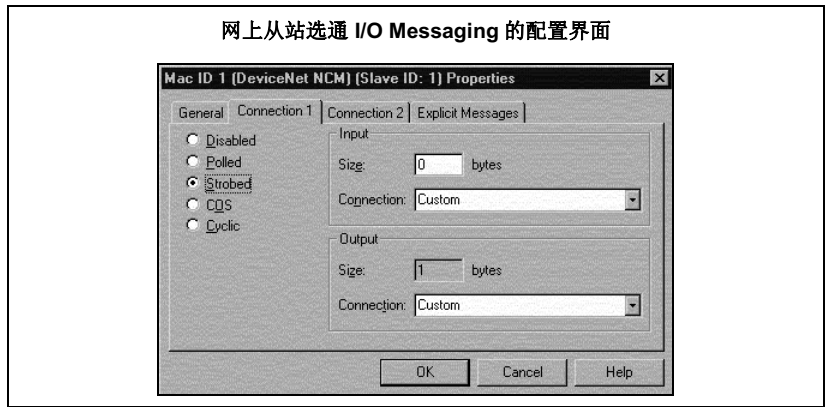 网上从站选通 I/O Messaging 的配置界面
Mac ID 1 (DeviceNet NCM) (Slave ID: 1) Properties
General Connection 1 Connection 2 Explicit Messages
Disabled
Polled
Strobed
COS
Cyclic
Input
Size: 0 bytes
Connection: Custom
Output
Size: 1 bytes
Connection: Custom
OK Cancel Help